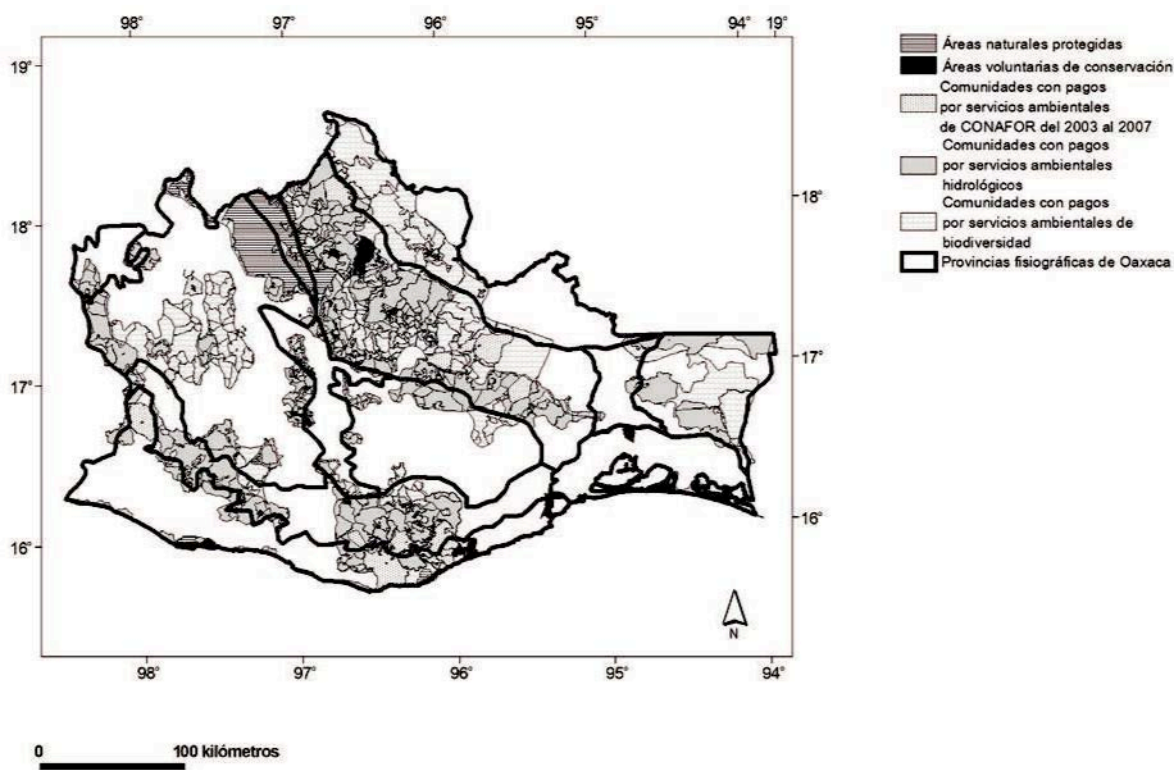 98° 97° 96° 95° 94° 19°
19°
18°
18°
17°
17°
16°
16°
98° 97° 96° 95° 94°
N
0 100 kilómetros
Áreas naturales protegidas
Áreas voluntarias de conservación
Comunidades con pagos
por servicios ambientales
de CONAFOR del 2003 al 2007
Comunidades con pagos
por servicios ambientales
hidrológicos
Comunidades con pagos
por servicios ambientales de
biodiversidad
Provincias fisiográficas de Oaxaca